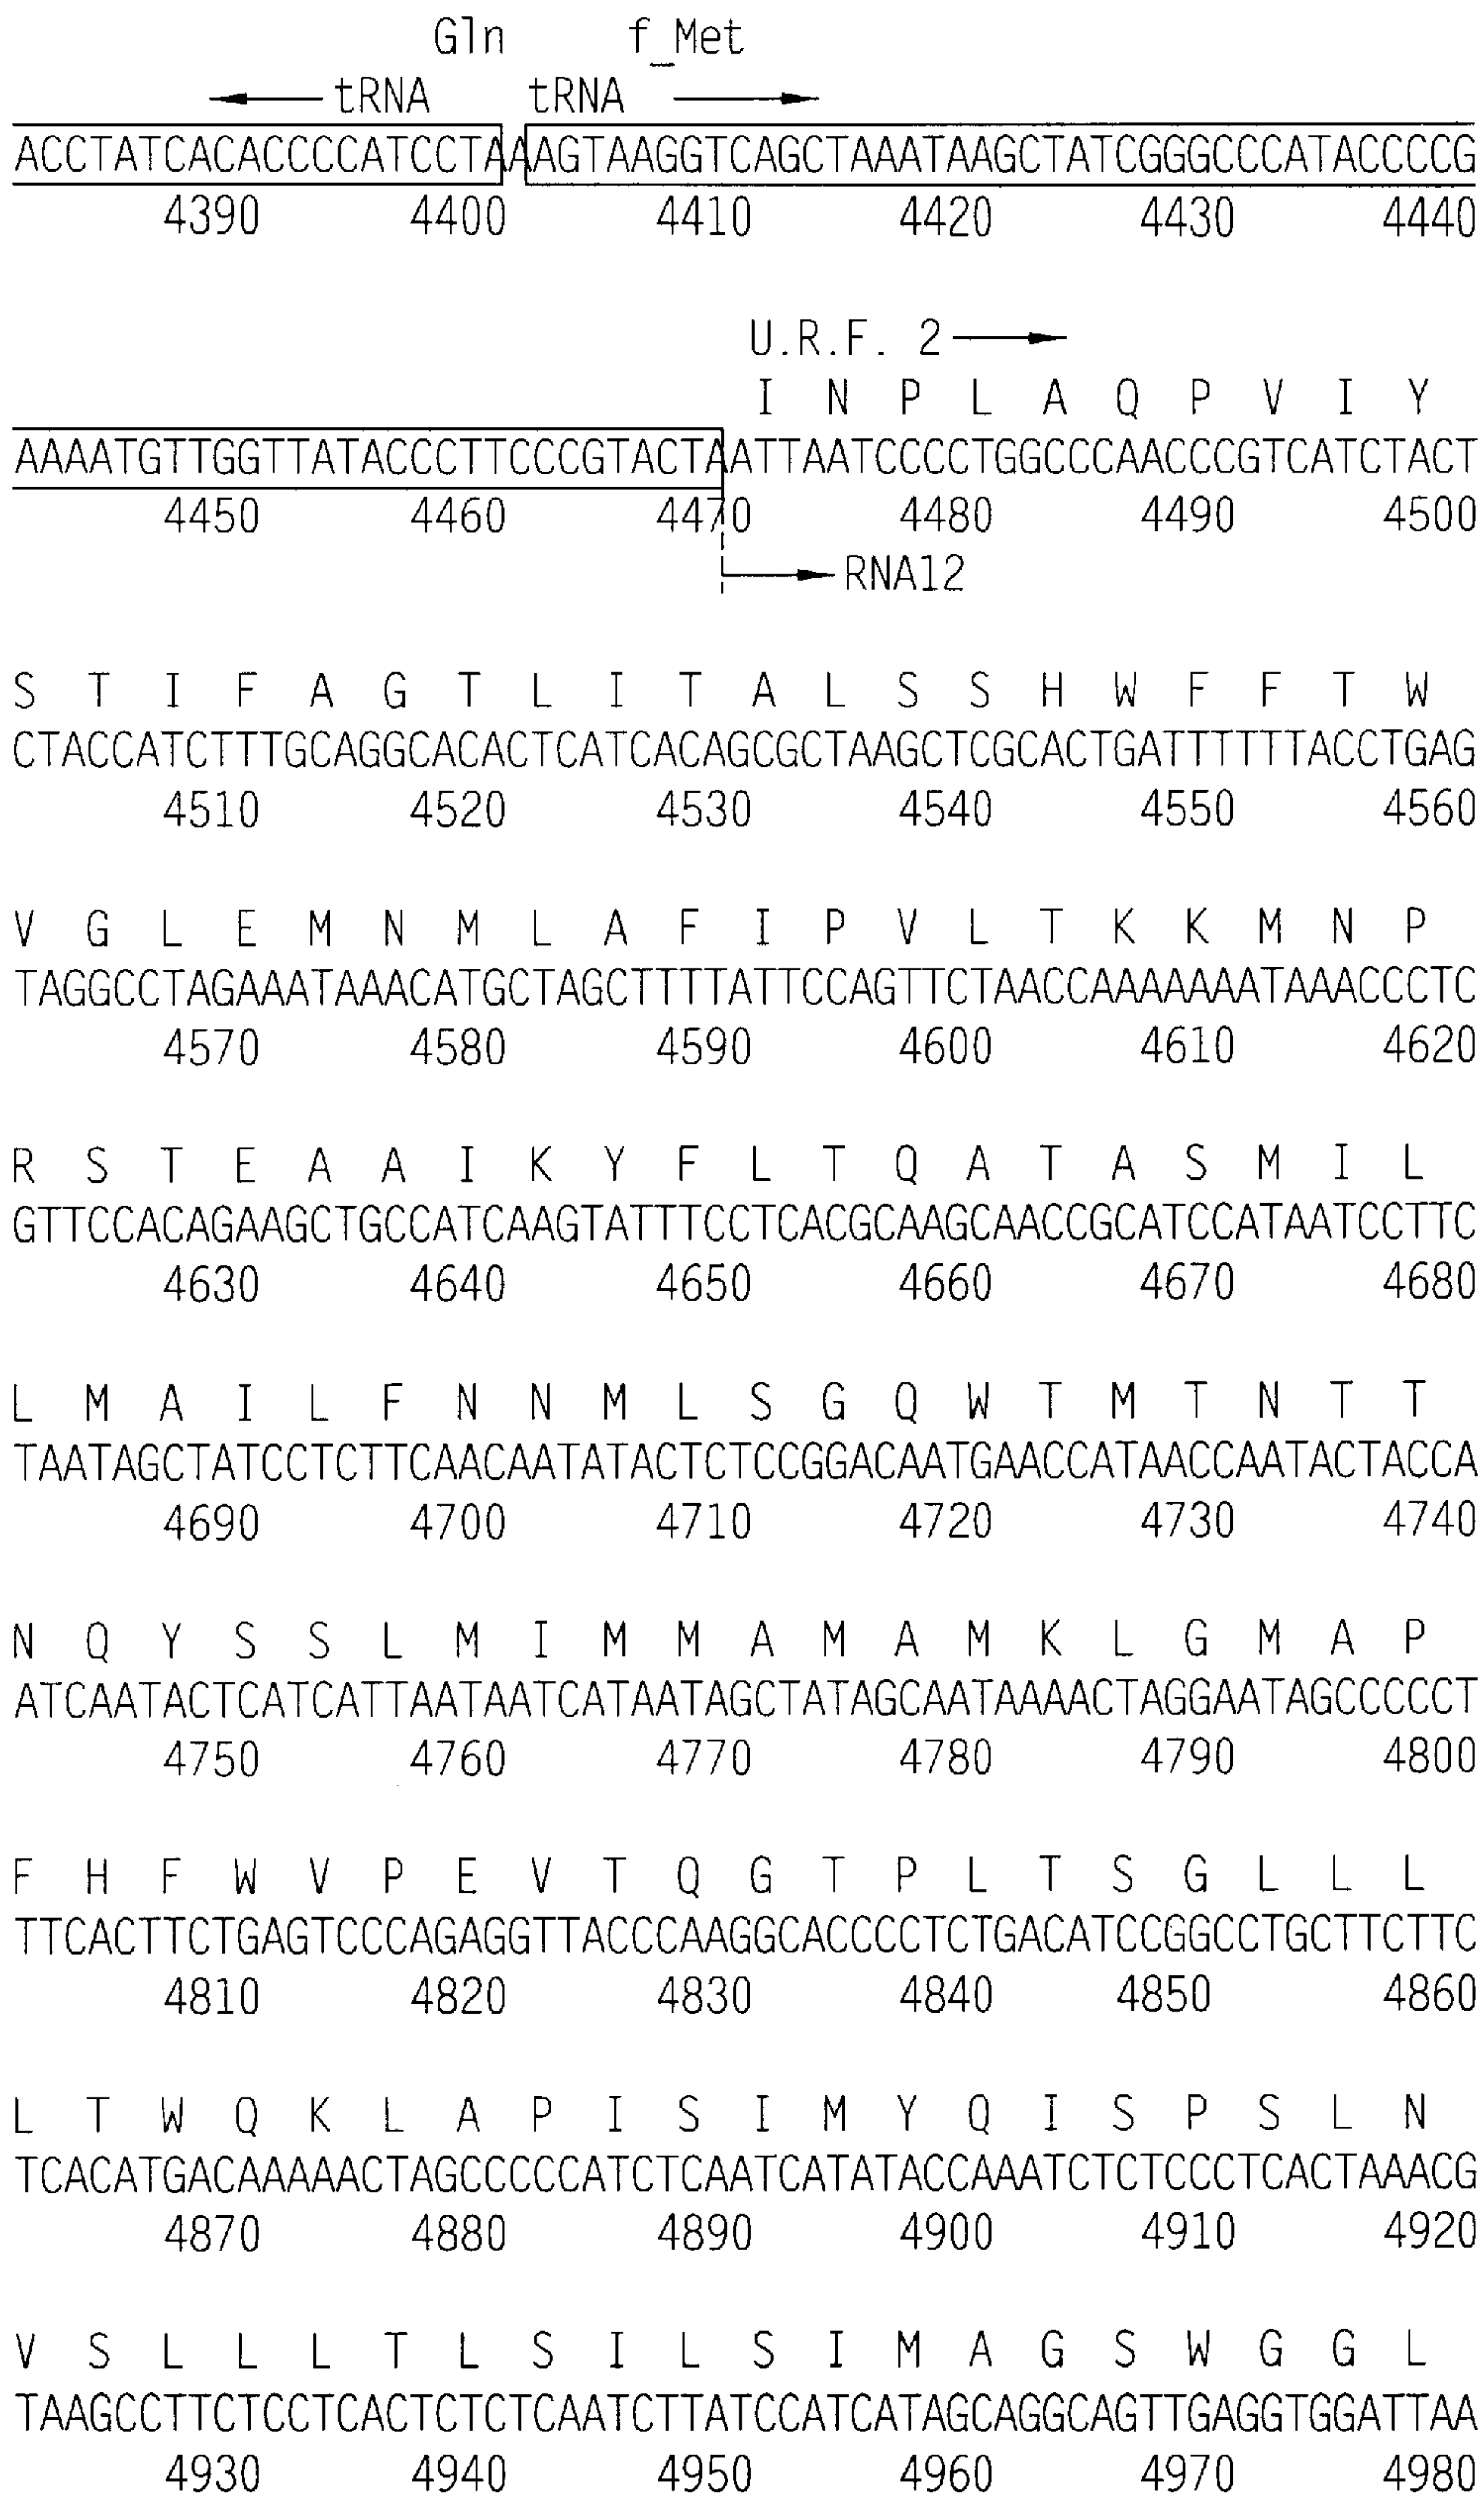 Gln f_Met
tRNA tRNA
ACCTATCACACCCCATCCTAAAGTAAGGTCAGCTAAATAAGCTATCGGGCCCATACCCCG
4390 4400 4410 4420 4430 4440
U.R.F. 2
I N P L A Q P V I Y
AAAATGTTGGTTATACCCTTCCCGTACTAATTAATCCCCTGGCCCAACCCGTCATCTACT
4450 4460 4470 4480 4490 4500
RNA12
S T I F A G T L I T A L S S H W F F T W
CTACCATCTTTGCAGGCACACTCATCACAGCGCTAAGCTCGCACTGATTTTTTACCTGAG
4510 4520 4530 4540 4550 4560
V G L E M N M L A F I P V L T K K M N P
TAGGCCTAGAAATAAACATGCTAGCTTTTATTCCAGTTCTAACCAAAAAAATAAACCCTC
4570 4580 4590 4600 4610 4620
R S T E A A I K Y F L T Q A T A S M I L
GTTCCACAGAAGCTGCCATCAAGTATTTCCTCACGCAAGCAACCGCATCCATAATCCTTC
4630 4640 4650 4660 4670 4680
L M A I L F N N M L S G Q W T M T N T T
TAATAGCTATCCTCTTCAACAATATACTCTCCGGACAATGAACCATAACCAATACTACCA
4690 4700 4710 4720 4730 4740
N Q Y S S L M I M M A M A M K L G M A P
ATCAATACTCATCATTAATAATCATAATAGCTATAGCAATAAAACTAGGAATAGCCCCCT
4750 4760 4770 4780 4790 4800
F H F W V P E V T Q G T P L T S G L L L
TTCACTTCTGAGTCCCAGAGGTTACCCAAGGCACCCCTCTGACATCCGGCCTGCTTCTTC
4810 4820 4830 4840 4850 4860
L T W Q K L A P I S I M Y Q I S P S L N
TCACATGACAAAAACTAGCCCCCATCTCAATCATATACCAAATCTCTCCCTCACTAAACG
4870 4880 4890 4900 4910 4920
V S L L L T L S I L S I M A G S W G G L
TAAGCCTTCTCCTCACTCTCTCAATCTTATCCATCATAGCAGGCAGTTGAGGTGGATTAA
4930 4940 4950 4960 4970 4980